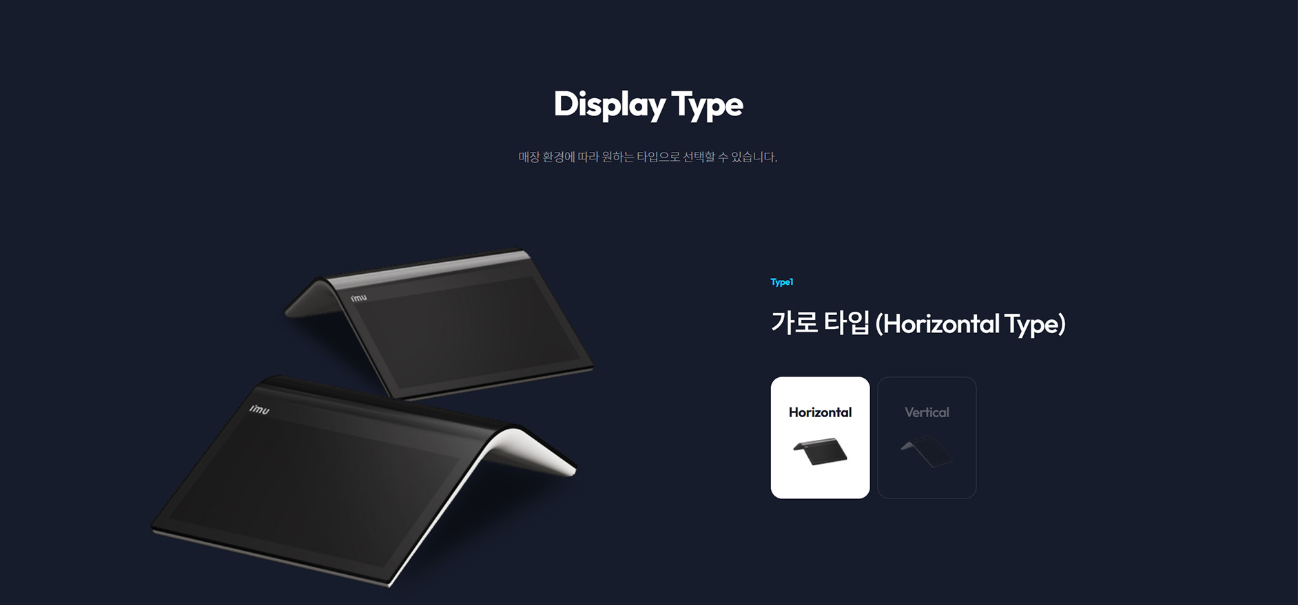 Display Type
매장 환경에 따라 원하는 타입으로 선택할 수 있습니다.
imu
imu
Type1
가로 타입 (Horizontal Type)
Horizontal
Vertical